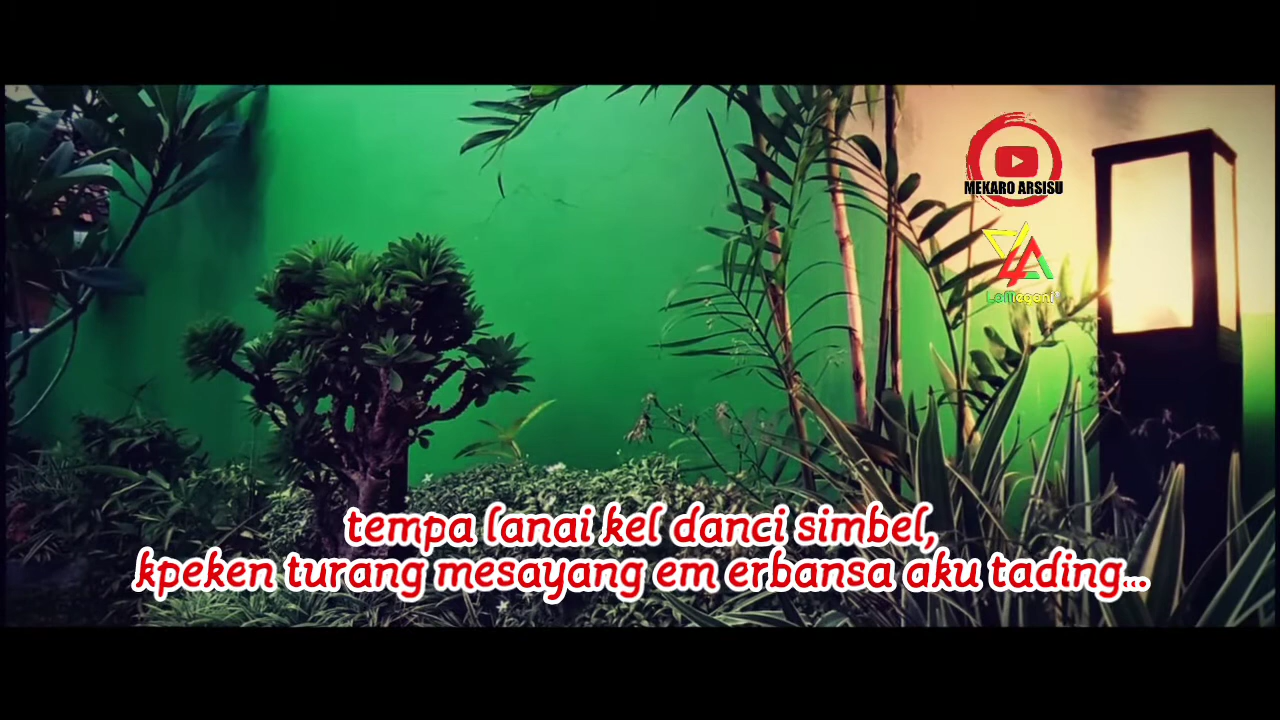 MEKARO ARSISU
tempa lanai kel danci simbel,
kpeken turang mesayang em erbansa aku tading...